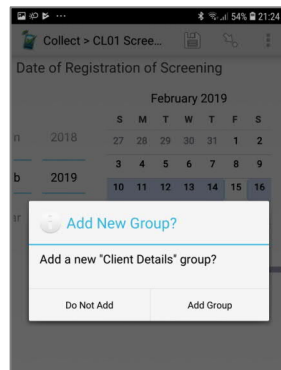 54% 21:24
Collect > CL01 Scree...
Date of Registration of Screening
February 2019
S M T W T F S
n 2018 27 28 29 30 31 1 2
3 4 5 6 7 8 9
b 2019
10 11 12 13 14 15 16
Add New Group?
Add a new "Client Details" group?
Do Not Add Add Group